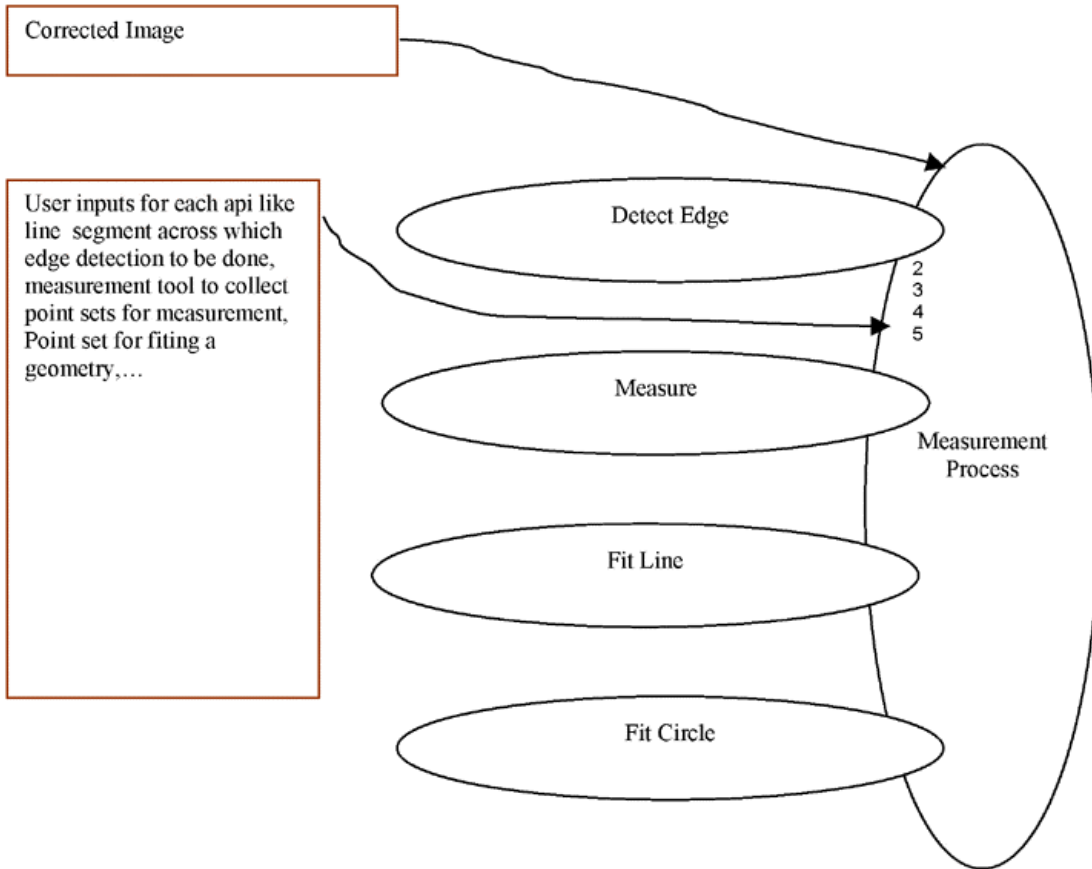 Corrected Image
User inputs for each api like
line segment across which
edge detection to be done,
measurement tool to collect
point sets for measurement,
Point set for fiting a
geometry,…
Detect Edge
2
3
4
5
Measure
Measurement
Process
Fit Line
Fit Circle